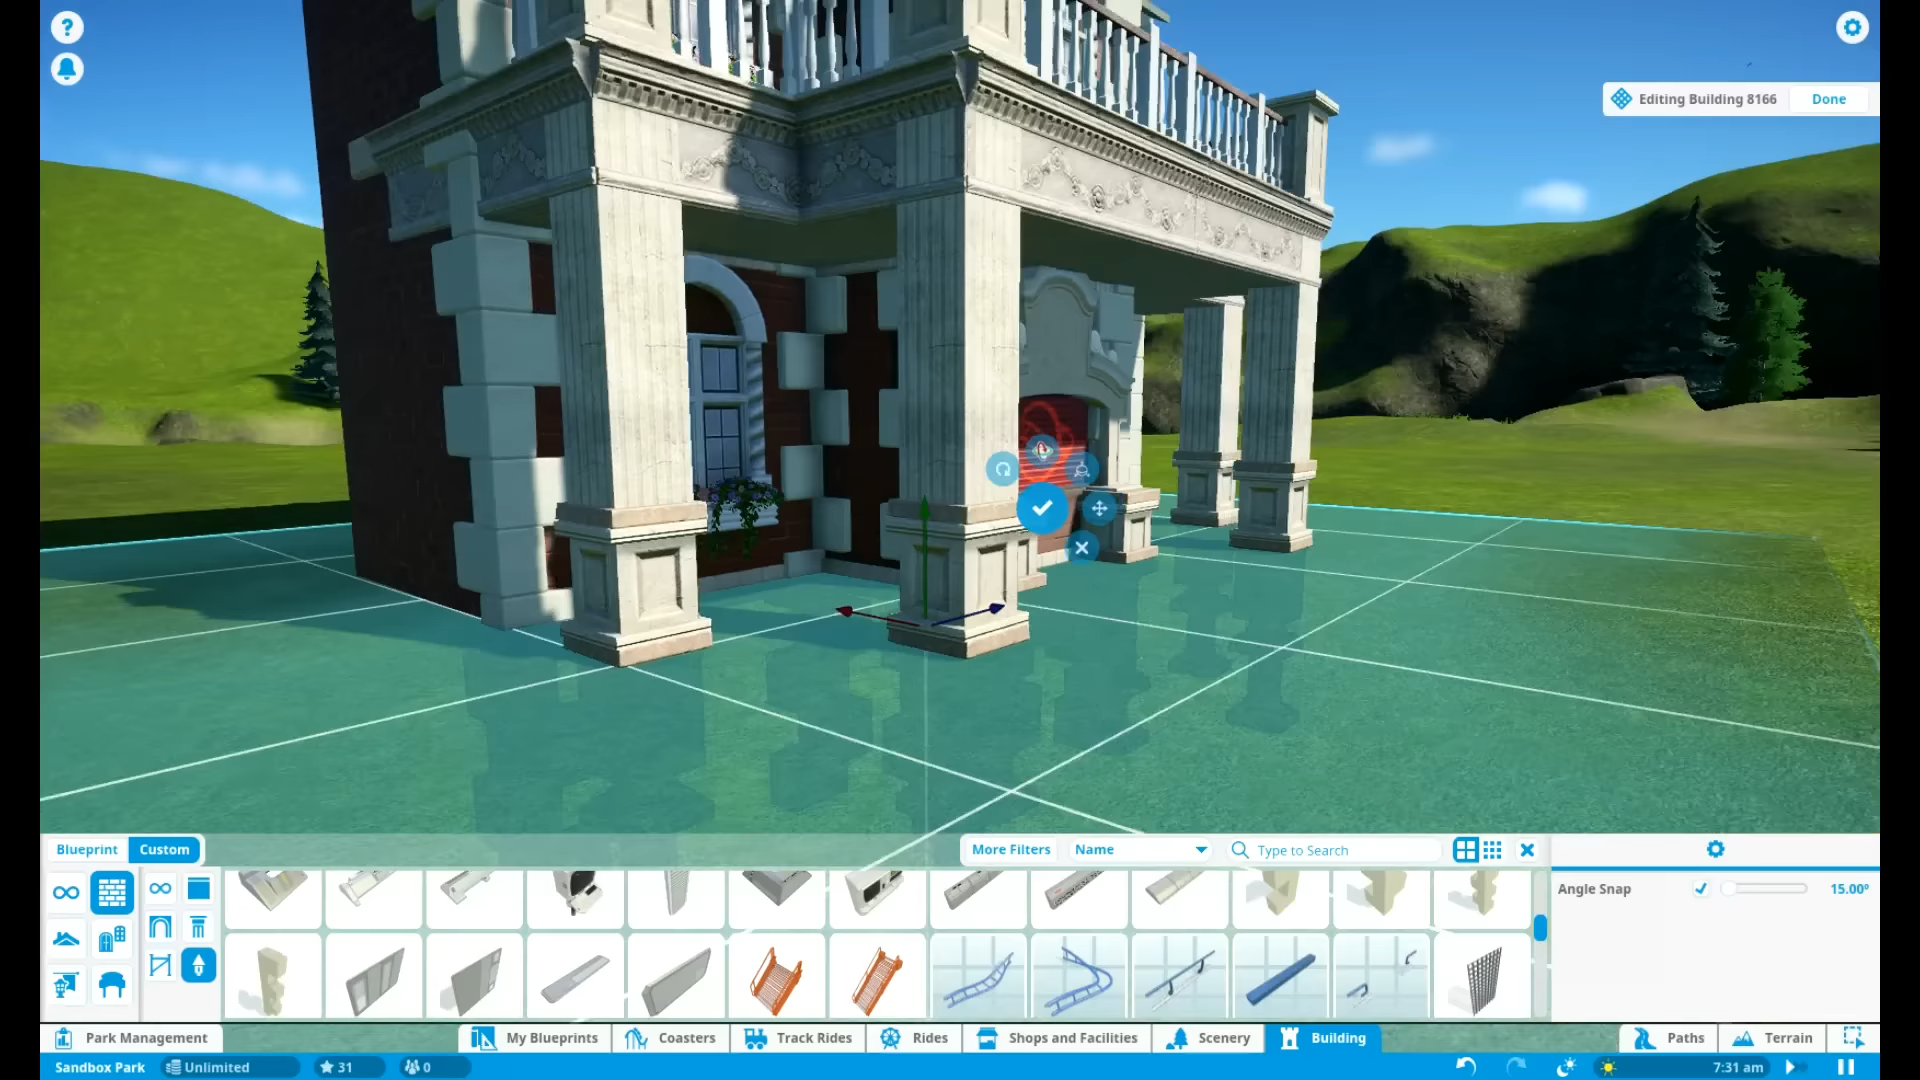 ?
Editing Building 8166 Done
Blueprint Custom More Filters Name Type to Search
Angle Snap 15.00°
Park Management My Blueprints Coasters Track Rides Rides Shops and Facilities Scenery Building Paths Terrain
Sandbox Park Unlimited 31 0 7:31 am